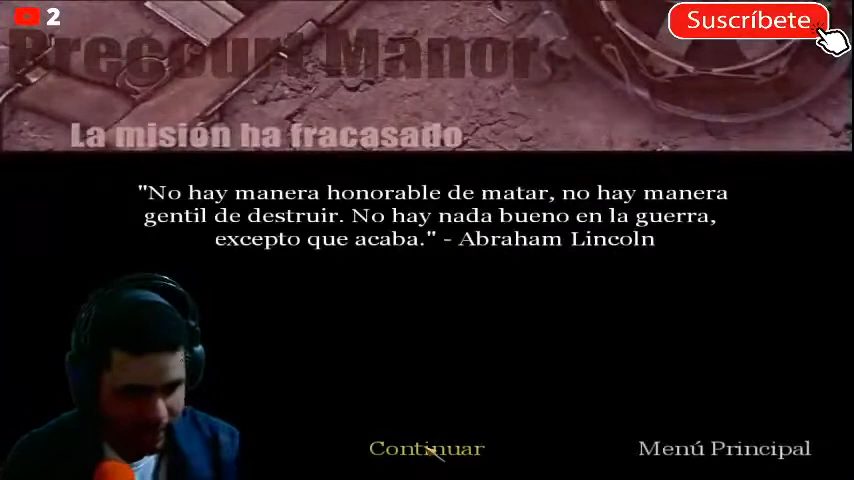 2
Suscríbete
Brecourt Manor
La misión ha fracasado
"No hay manera honorable de matar, no hay manera
gentil de destruir. No hay nada bueno en la guerra,
excepto que acaba." - Abraham Lincoln
Continuar
Menú Principal